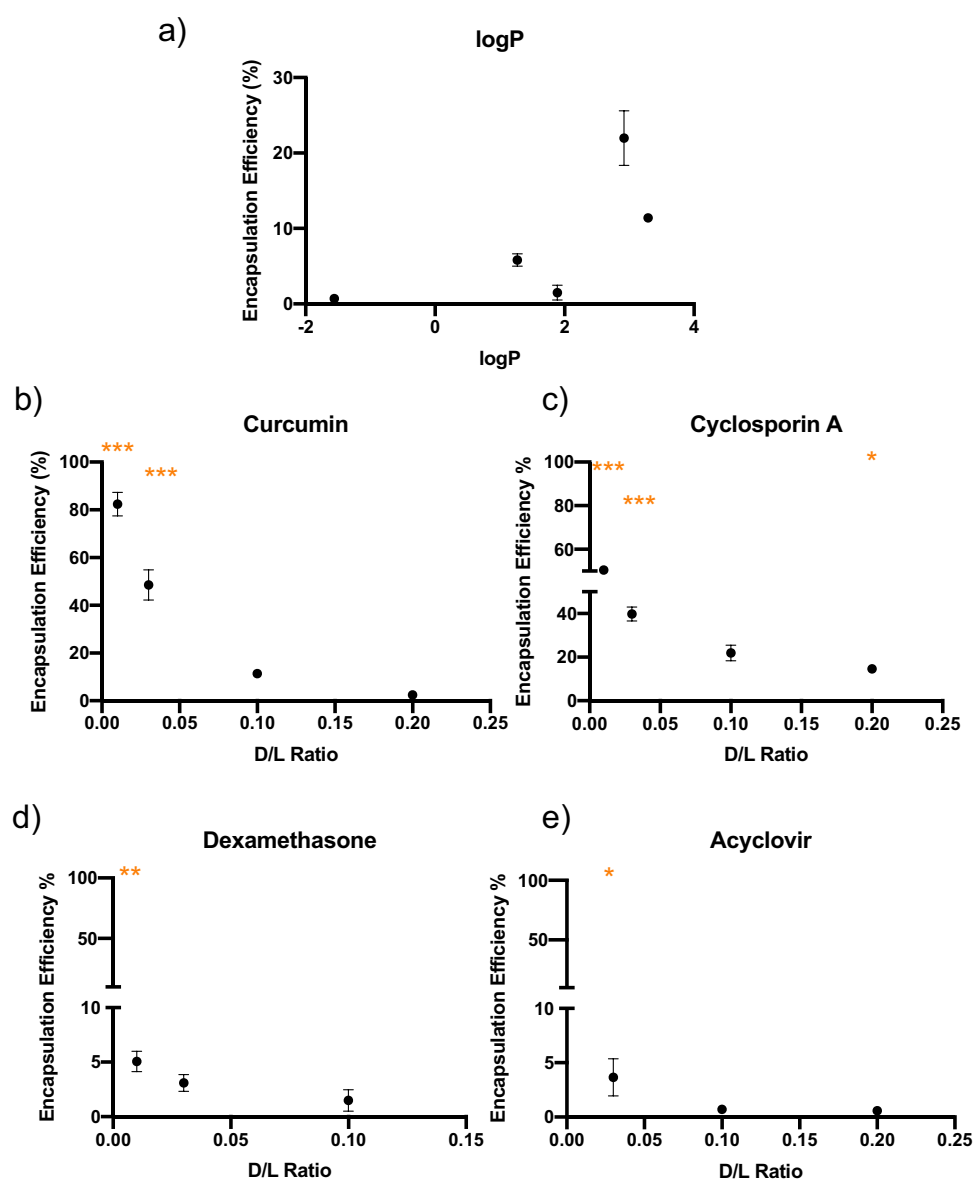 a)
logP
Encapsulation Efficiency (%)
30
20
10
0
-2 0 2 4
logP
b)
Curcumin
***
***
Encapsulation Efficiency (%)
100
80
60
40
20
0
0.00 0.05 0.10 0.15 0.20 0.25
D/L Ratio
c)
Cyclosporin A
***
***
*
Encapsulation Efficiency %
100
80
60
40
20
0
0.00 0.05 0.10 0.15 0.20 0.25
D/L Ratio
d)
Dexamethasone
**
Encapsulation Efficiency %
100
50
10
5
0
0.00 0.05 0.10 0.15
D/L Ratio
e)
Acyclovir
*
Encapsulation Efficiency %
100
50
10
5
0
0.00 0.05 0.10 0.15 0.20 0.25
D/L Ratio